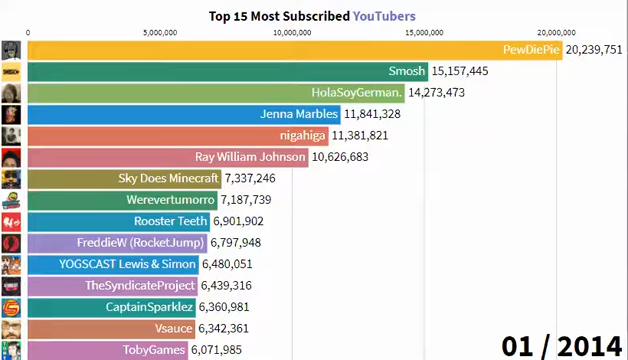 Top 15 Most Subscribed YouTubers
0 5,000,000 10,000,000 15,000,000 20,000,000
PewDiePie 20,239,751
Smosh 15,157,445
HolaSoyGerman. 14,273,473
Jenna Marbles 11,841,328
nigahiga 11,381,821
Ray William Johnson 10,626,683
Sky Does Minecraft 7,337,246
Werevertumorro 7,187,739
Rooster Teeth 6,901,902
FreddieW (RocketJump) 6,797,948
YOGSCAST Lewis & Simon 6,480,051
TheSyndicateProject 6,439,316
CaptainSparklez 6,360,981
Vsauce 6,342,361
TobyGames 6,071,985
01 / 2014